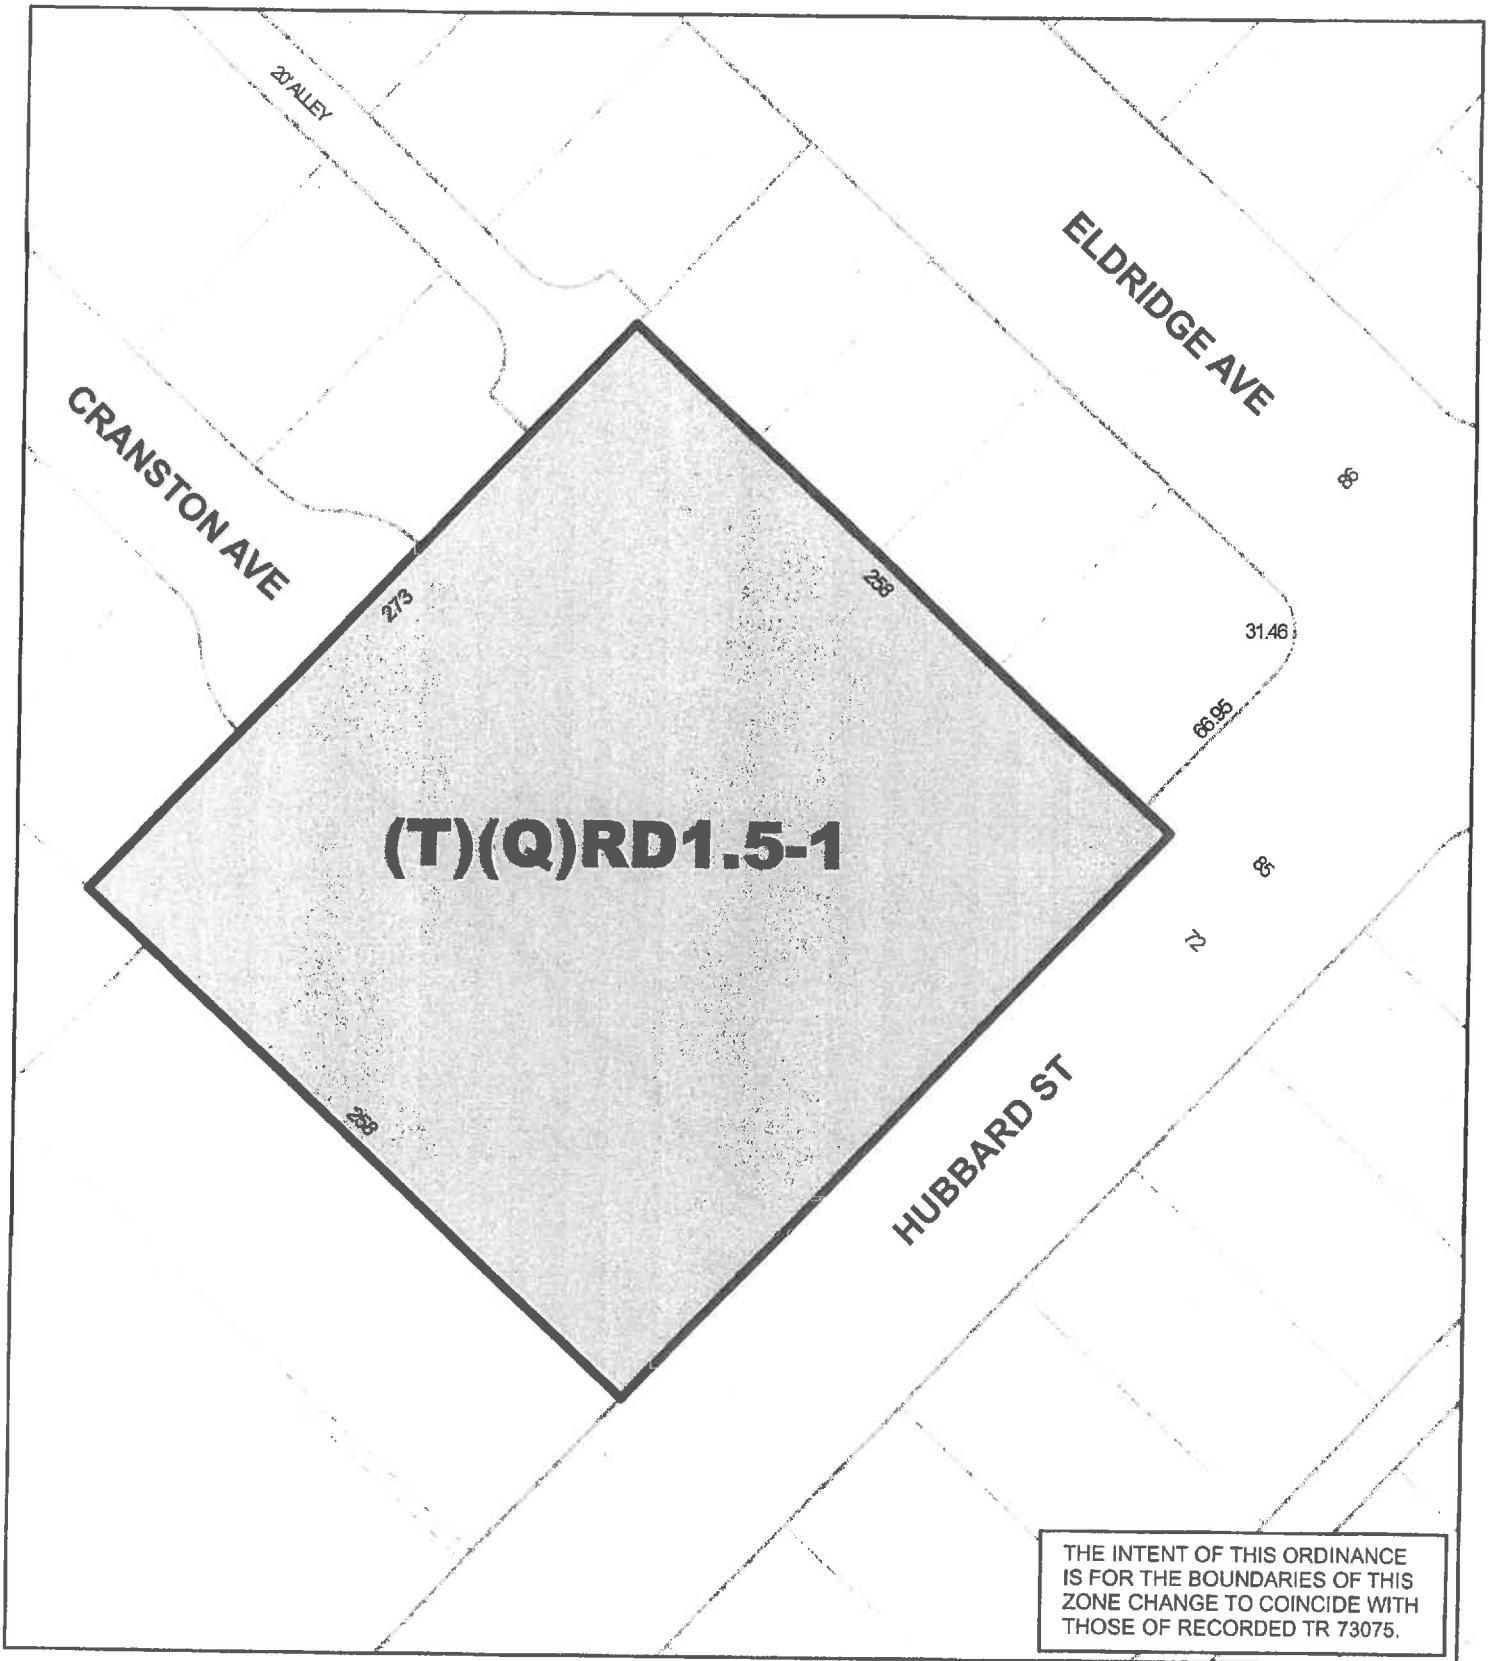 20' ALLEY
ELDRIDGE AVE
CRANSTON AVE
86
258
273
31.46
66.95
(T)(Q)RD1.5-1
85
72
258
HUBBARD ST
THE INTENT OF THIS ORDINANCE
IS FOR THE BOUNDARIES OF THIS
ZONE CHANGE TO COINCIDE WITH
THOSE OF RECORDED TR 73075.